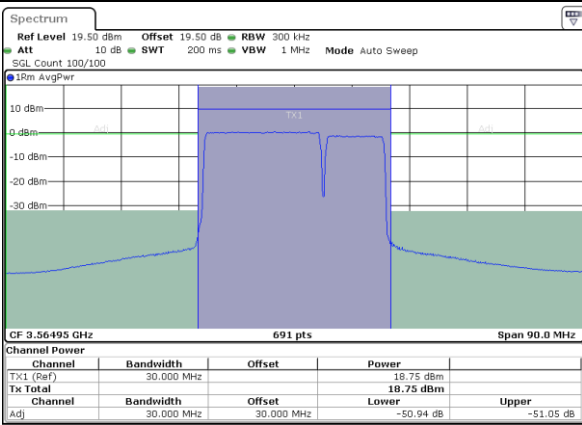 Spectrum
Ref Level 19.50 dBm Offset 19.50 dB RBW 300 kHz
Att 10 dB SWT 200 ms VBW 1 MHz Mode Auto Sweep
SGL Count 100/100
1Rm AvgPwr
10 dBm
TX1
0 dBm
Adj Adj
-10 dBm
-20 dBm
-30 dBm
CF 3.56495 GHz 691 pts Span 90.0 MHz
Channel Power
Channel Bandwidth Offset Power
TX1 (Ref) 30.000 MHz 18.75 dBm
Tx Total 18.75 dBm
Channel Bandwidth Offset Lower Upper
Adj 30.000 MHz 30.000 MHz -50.94 dB -51.05 dB